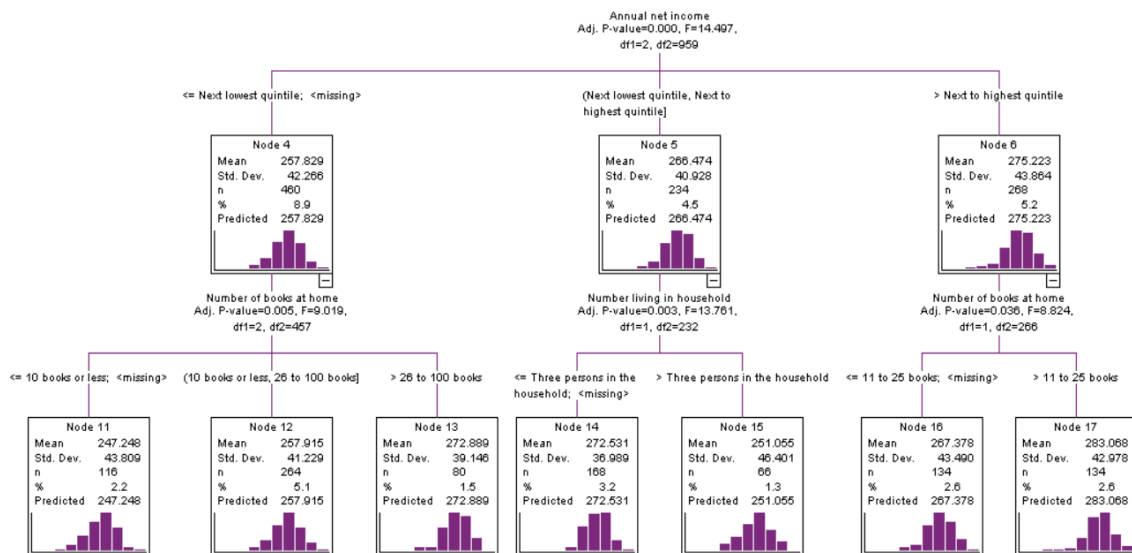 Annual net income
Adj. P-value=0.000, F=14.497,
df1=2, df2=959
<= Next lowest quintile; <missing>
(Next lowest quintile, Next to
highest quintile]
> Next to highest quintile
Node 4
Mean 257.829
Std. Dev. 42.266
n 460
% 8.9
Predicted 257.829
Node 5
Mean 266.474
Std. Dev. 40.928
n 234
% 4.5
Predicted 266.474
Node 6
Mean 275.223
Std. Dev. 43.864
n 268
% 5.2
Predicted 275.223
Number of books at home
Adj. P-value=0.005, F=9.019,
df1=2, df2=457
Number living in household
Adj. P-value=0.003, F=13.761,
df1=1, df2=232
Number of books at home
Adj. P-value=0.036, F=8.824,
df1=1, df2=266
<= 10 books or less; <missing>
(10 books or less, 26 to 100 books]
> 26 to 100 books
<= Three persons in the
household; <missing>
> Three persons in the household
<= 11 to 25 books; <missing>
> 11 to 25 books
Node 11
Mean 247.248
Std. Dev. 43.809
n 116
% 2.2
Predicted 247.248
Node 12
Mean 257.915
Std. Dev. 41.229
n 264
% 5.1
Predicted 257.915
Node 13
Mean 272.889
Std. Dev. 39.146
n 80
% 1.5
Predicted 272.889
Node 14
Mean 272.531
Std. Dev. 36.989
n 168
% 3.2
Predicted 272.531
Node 15
Mean 251.055
Std. Dev. 46.401
n 66
% 1.3
Predicted 251.055
Node 16
Mean 267.378
Std. Dev. 43.490
n 134
% 2.6
Predicted 267.378
Node 17
Mean 283.068
Std. Dev. 42.978
n 134
% 2.6
Predicted 283.068